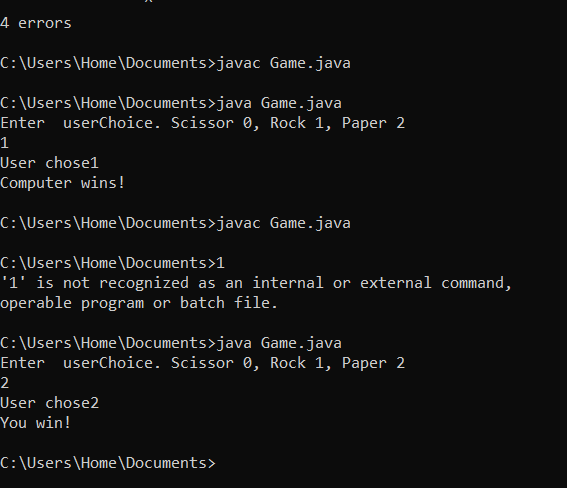 4 errors
C:\Users\Home\Documents>javac Game.java
C:\Users\Home\Documents>java Game.java
Enter  userChoice. Scissor 0, Rock 1, Paper 2
1
User chose1
Computer wins!
C:\Users\Home\Documents>javac Game.java
C:\Users\Home\Documents>1
'1' is not recognized as an internal or external command,
operable program or batch file.
C:\Users\Home\Documents>java Game.java
Enter  userChoice. Scissor 0, Rock 1, Paper 2
2
User chose2
You win!
C:\Users\Home\Documents>